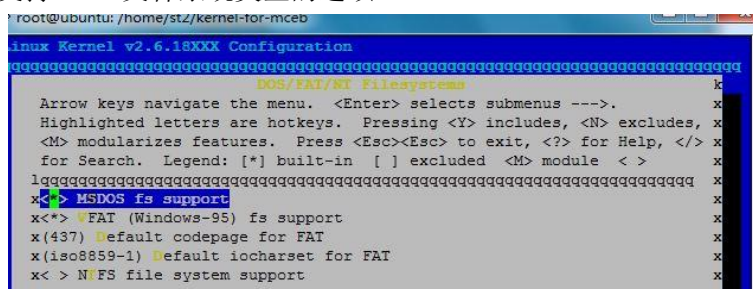 root@ubuntu: /home/st2/kernel-for-mceb
inux Kernel v2.6.18XXX Configuration
qqqqqqqqqqqqqqqqqqqqqqqqqqqqqqqqqqqqqqqqqqqqqqqqqqqqqqqqqqqqqqqqqqqqqqqqqqq
DOS/FAT/NT Filesystems k
Arrow keys navigate the menu. <Enter> selects submenus --->. x
Highlighted letters are hotkeys. Pressing <Y> includes, <N> excludes, x
<M> modularizes features. Press <Esc><Esc> to exit, <?> for Help, </> x
for Search. Legend: [*] built-in [ ] excluded <M> module < > x
lqqqqqqqqqqqqqqqqqqqqqqqqqqqqqqqqqqqqqqqqqqqqqqqqqqqqqqqqqqqqqqqqqqq x
x<*> MSDOS fs support x
x<*> VFAT (Windows-95) fs support x
x(437) Default codepage for FAT x
x(iso8859-1) Default iocharset for FAT x
x< > NTFS file system support x